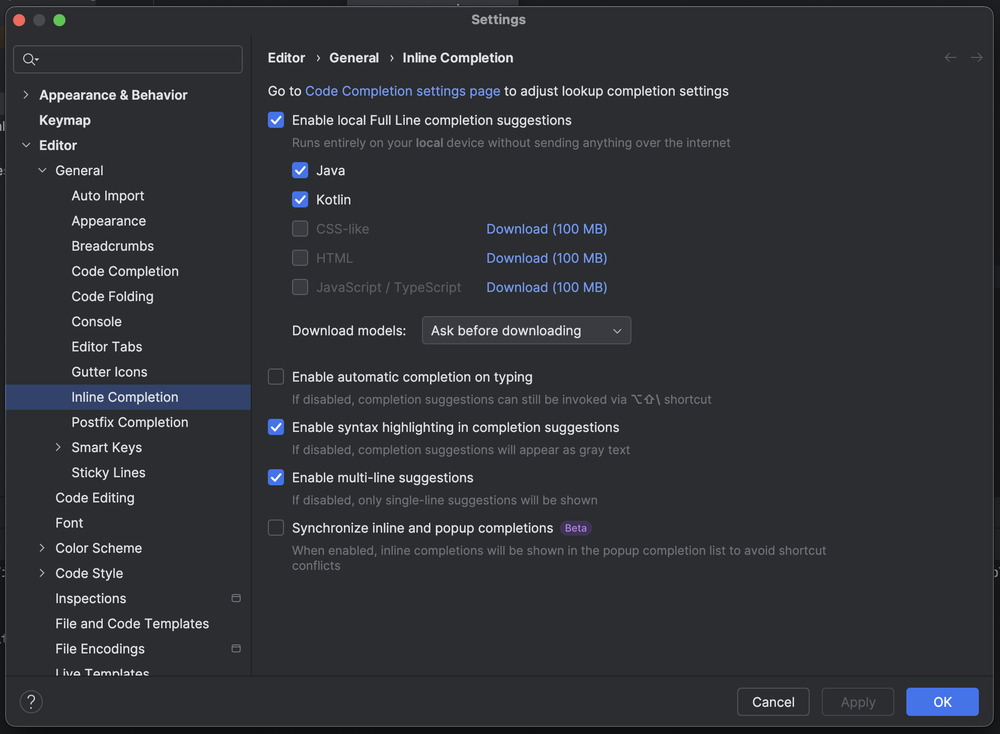 Settings
Appearance & Behavior
Keymap
Editor
General
Auto Import
Appearance
Breadcrumbs
Code Completion
Code Folding
Console
Editor Tabs
Gutter Icons
Inline Completion
Postfix Completion
Smart Keys
Sticky Lines
Code Editing
Font
Color Scheme
Code Style
Inspections
File and Code Templates
File Encodings
Live Templates
Editor › General › Inline Completion
Go to Code Completion settings page to adjust lookup completion settings
Enable local Full Line completion suggestions
Runs entirely on your local device without sending anything over the internet
Java
Kotlin
CSS-like Download (100 MB)
HTML Download (100 MB)
JavaScript / TypeScript Download (100 MB)
Download models: Ask before downloading
Enable automatic completion on typing
If disabled, completion suggestions can still be invoked via ⌥⇧\ shortcut
Enable syntax highlighting in completion suggestions
If disabled, completion suggestions will appear as gray text
Enable multi-line suggestions
If disabled, only single-line suggestions will be shown
Synchronize inline and popup completions Beta
When enabled, inline completions will be shown in the popup completion list to avoid shortcut
conflicts
?
Cancel Apply OK